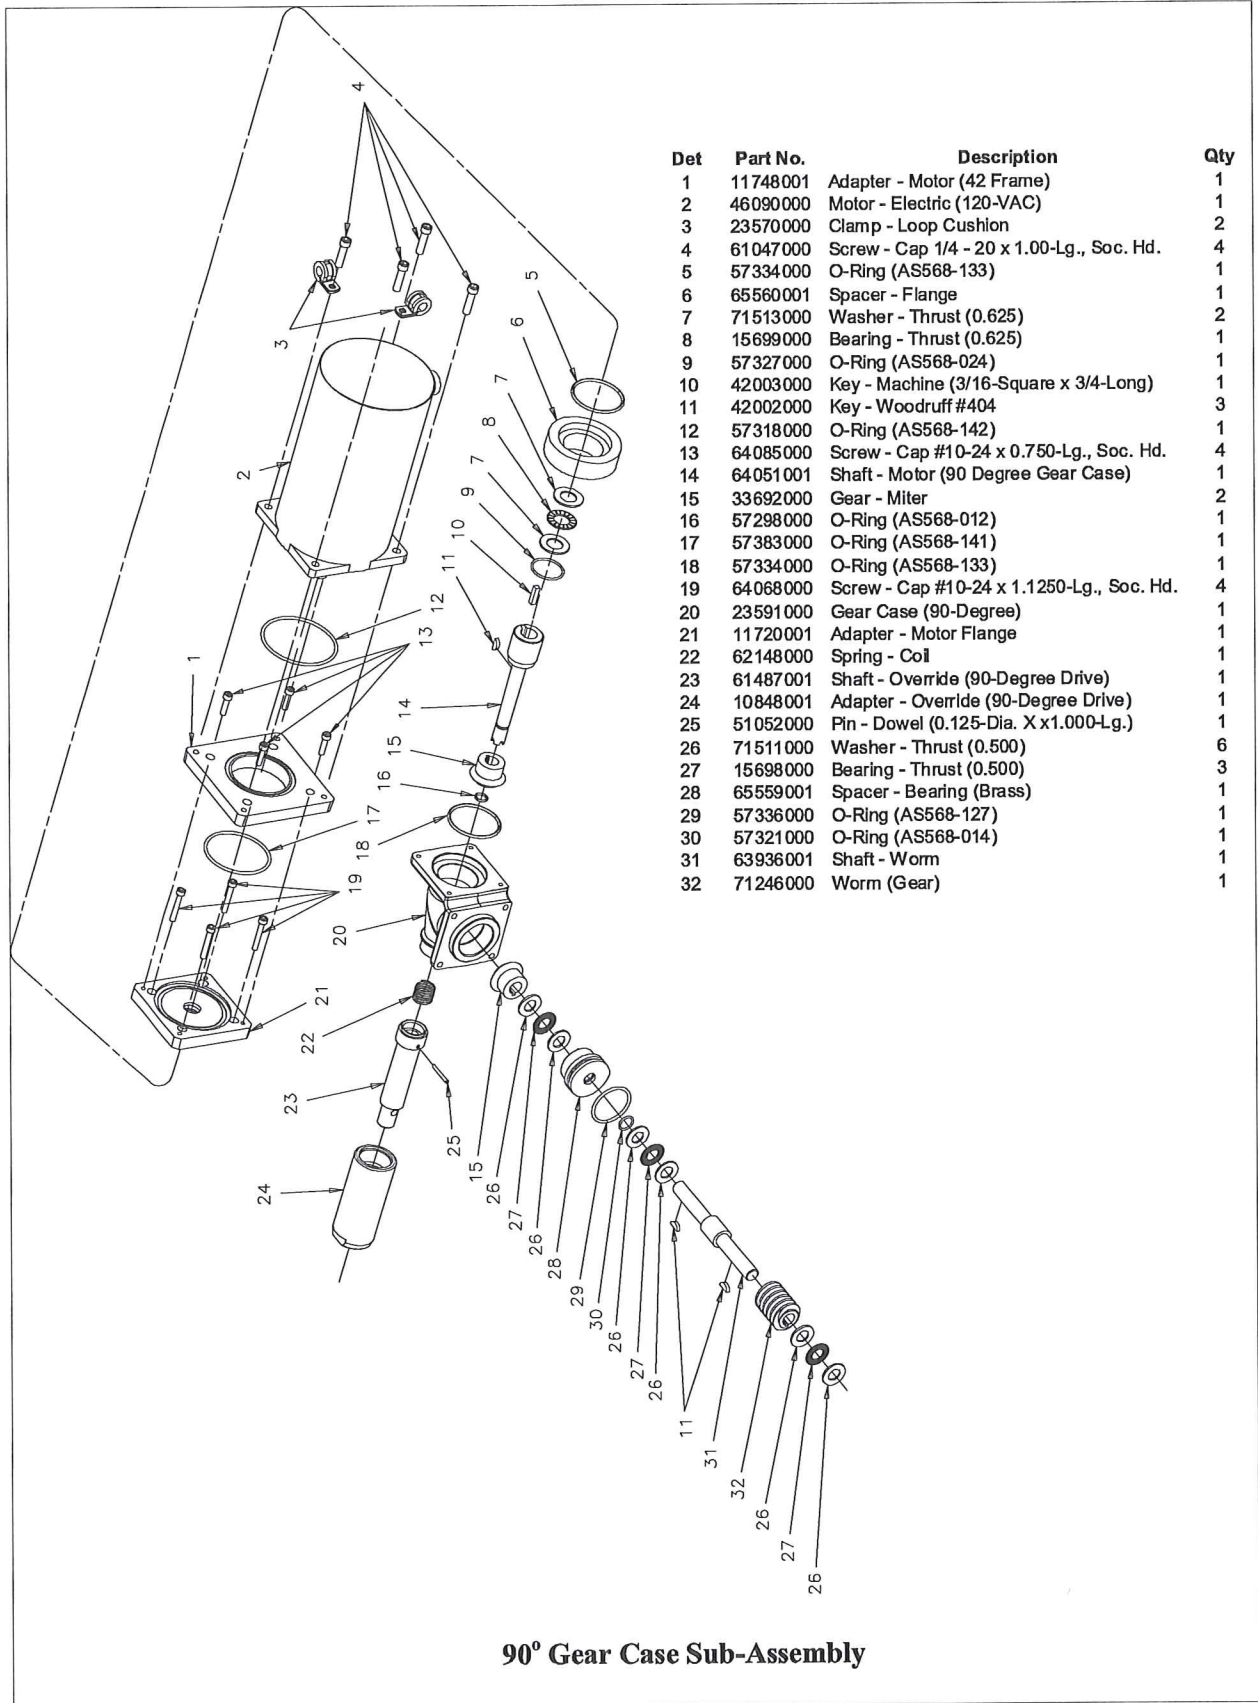 Det Part No. Description Qty
1 11748001 Adapter - Motor (42 Frame) 1
2 46090000 Motor - Electric (120-VAC) 1
3 23570000 Clamp - Loop Cushion 2
4 61047000 Screw - Cap 1/4 - 20 x 1.00-Lg., Soc. Hd. 4
5 57334000 O-Ring (AS568-133) 1
6 65560001 Spacer - Flange 1
7 71513000 Washer - Thrust (0.625) 2
8 15699000 Bearing - Thrust (0.625) 1
9 57327000 O-Ring (AS568-024) 1
10 42003000 Key - Machine (3/16-Square x 3/4-Long) 1
11 42002000 Key - Woodruff #404 3
12 57318000 O-Ring (AS568-142) 1
13 64085000 Screw - Cap #10-24 x 0.750-Lg., Soc. Hd. 4
14 64051001 Shaft - Motor (90 Degree Gear Case) 1
15 33692000 Gear - Miter 2
16 57298000 O-Ring (AS568-012) 1
17 57383000 O-Ring (AS568-141) 1
18 57334000 O-Ring (AS568-133) 1
19 64068000 Screw - Cap #10-24 x 1.1250-Lg., Soc. Hd. 4
20 23591000 Gear Case (90-Degree) 1
21 11720001 Adapter - Motor Flange 1
22 62148000 Spring - Coil 1
23 61487001 Shaft - Override (90-Degree Drive) 1
24 10848001 Adapter - Override (90-Degree Drive) 1
25 51052000 Pin - Dowel (0.125-Dia. X x1.000-Lg.) 1
26 71511000 Washer - Thrust (0.500) 6
27 15698000 Bearing - Thrust (0.500) 3
28 65559001 Spacer - Bearing (Brass) 1
29 57336000 O-Ring (AS568-127) 1
30 57321000 O-Ring (AS568-014) 1
31 63936001 Shaft - Worm 1
32 71246000 Worm (Gear) 1
4
3
2
5
6
7
8
7
9
10
11
12
13
1
14
15
16
17
18
19
20
21
22
23
24
25
15
26
27
26
28
29
30
26
27
26
11
31
32
26
27
26
90° Gear Case Sub-Assembly